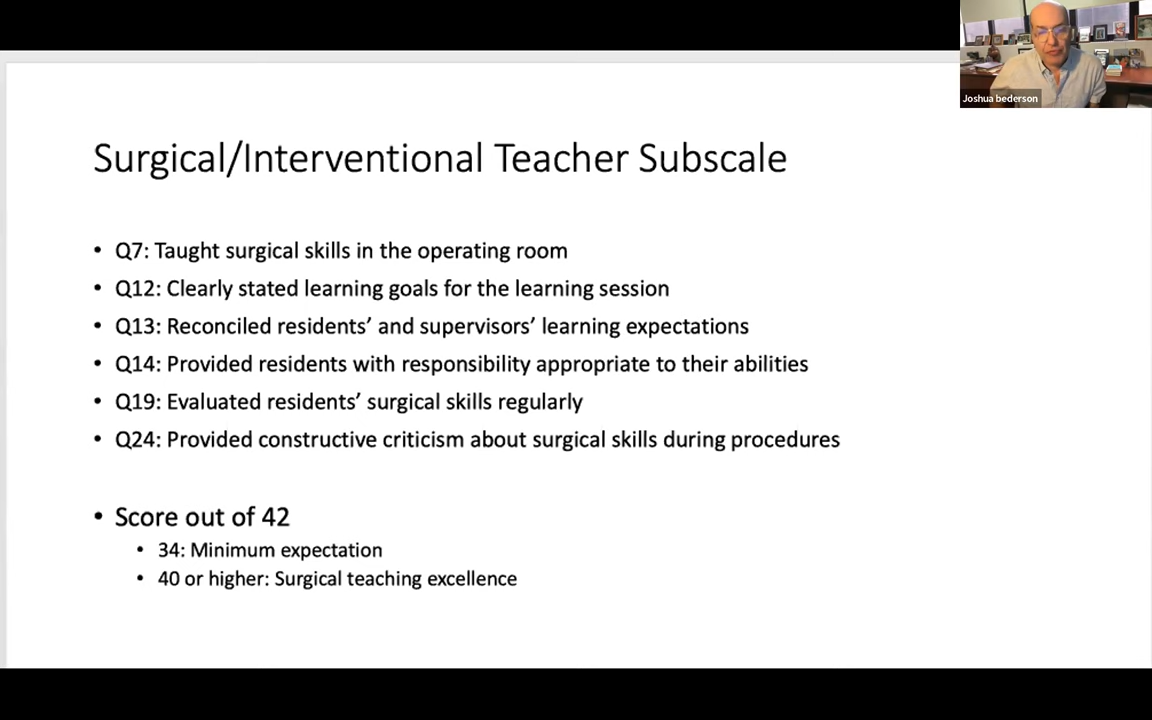 Joshua bederson
Surgical/Interventional Teacher Subscale
• Q7: Taught surgical skills in the operating room
• Q12: Clearly stated learning goals for the learning session
• Q13: Reconciled residents’ and supervisors’ learning expectations
• Q14: Provided residents with responsibility appropriate to their abilities
• Q19: Evaluated residents’ surgical skills regularly
• Q24: Provided constructive criticism about surgical skills during procedures
• Score out of 42
• 34: Minimum expectation
• 40 or higher: Surgical teaching excellence